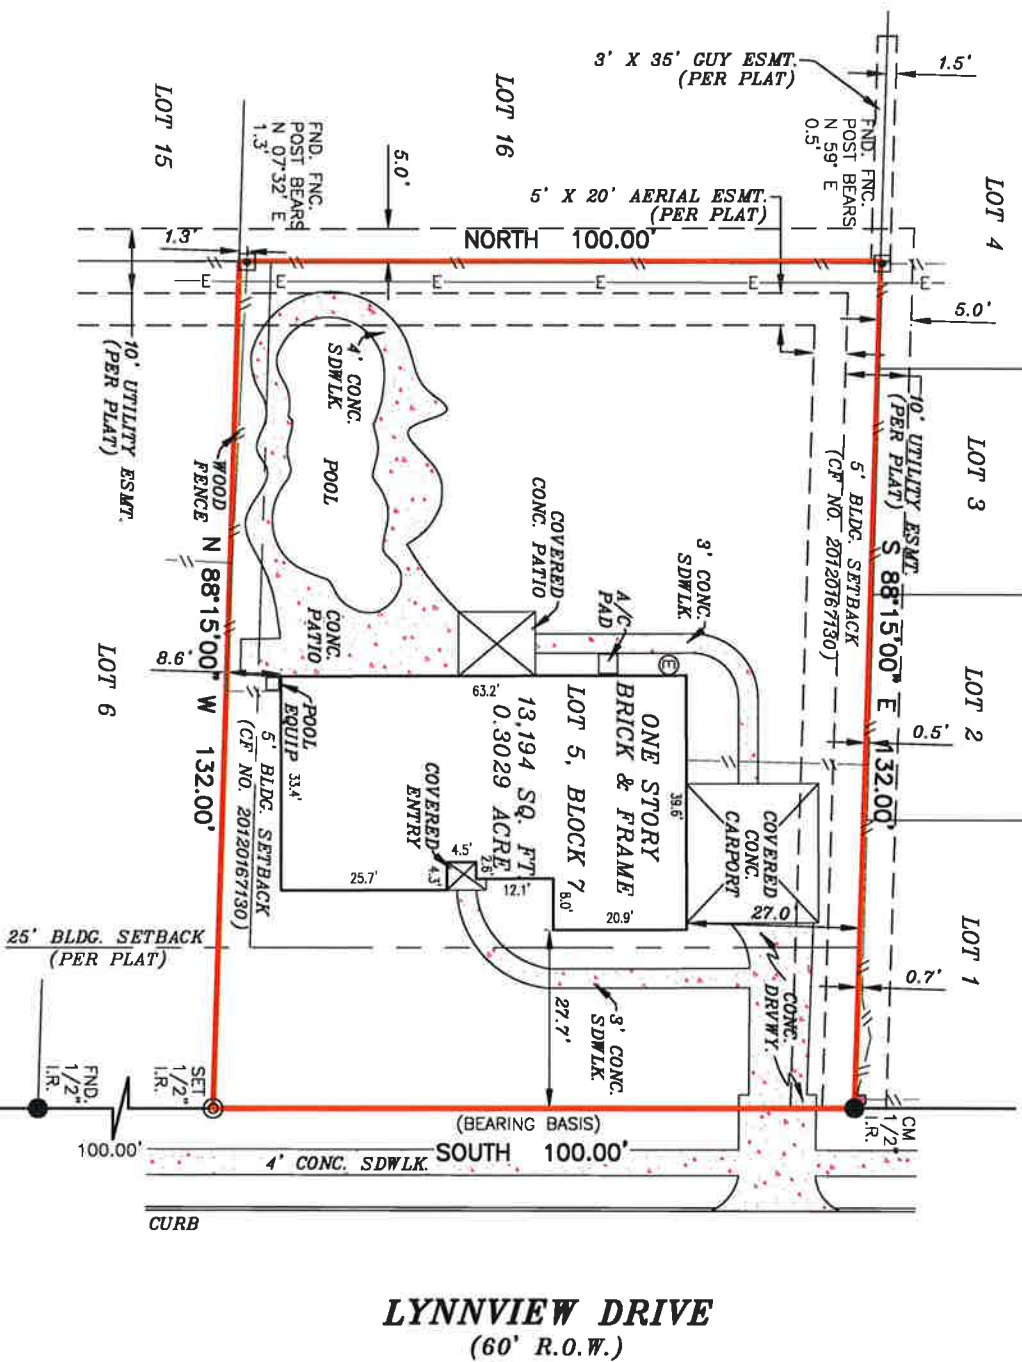 3' X 35' GUY ESMT.
(PER PLAT)
1.5'
LOT 15
LOT 16
LOT 4
FND. FNC.
POST BEARS
N 07°32' E
1.3'
FND. FNC.
POST BEARS
N 59° E
0.5'
5.0'
5' X 20' AERIAL ESMT.
(PER PLAT)
1.3'
NORTH 100.00'
E
E
E
E
E
5.0'
10' UTILITY ESMT.
(PER PLAT)
4' CONC.
SDWLK.
POOL
WOOD
FENCE
10' UTILITY ESMT.
(PER PLAT)
5' BLDG. SETBACK
(CF NO. 20120167130)
LOT 3
COVERED
CONC. PATIO
3' CONC.
SDWLK.
A/C
PAD
E
CONC.
PATIO
N 88°15'00" W 132.00'
S 88°15'00" E 132.00'
8.6'
LOT 6
LOT 2
0.5'
63.2'
POOL
EQUIP
33.4'
5' BLDG. SETBACK
(CF NO. 20120167130)
ONE STORY
BRICK & FRAME
LOT 5, BLOCK 7
13,194 SQ. FT.
0.3029 ACRE
39.6'
COVERED
CONC.
CARPORT
COVERED
ENTRY
4.5'
4.3'
2.6'
25.7'
12.1'
8.0'
20.9'
27.0'
LOT 1
0.7'
25' BLDG. SETBACK
(PER PLAT)
27.7'
3' CONC.
SDWLK.
CONC.
DRVWY.
FND.
1/2"
I.R.
SET
1/2"
I.R.
CM
1/2"
I.R.
(BEARING BASIS)
SOUTH 100.00'
100.00'
4' CONC. SDWLK.
CURB
LYNNVIEW DRIVE
(60' R.O.W.)